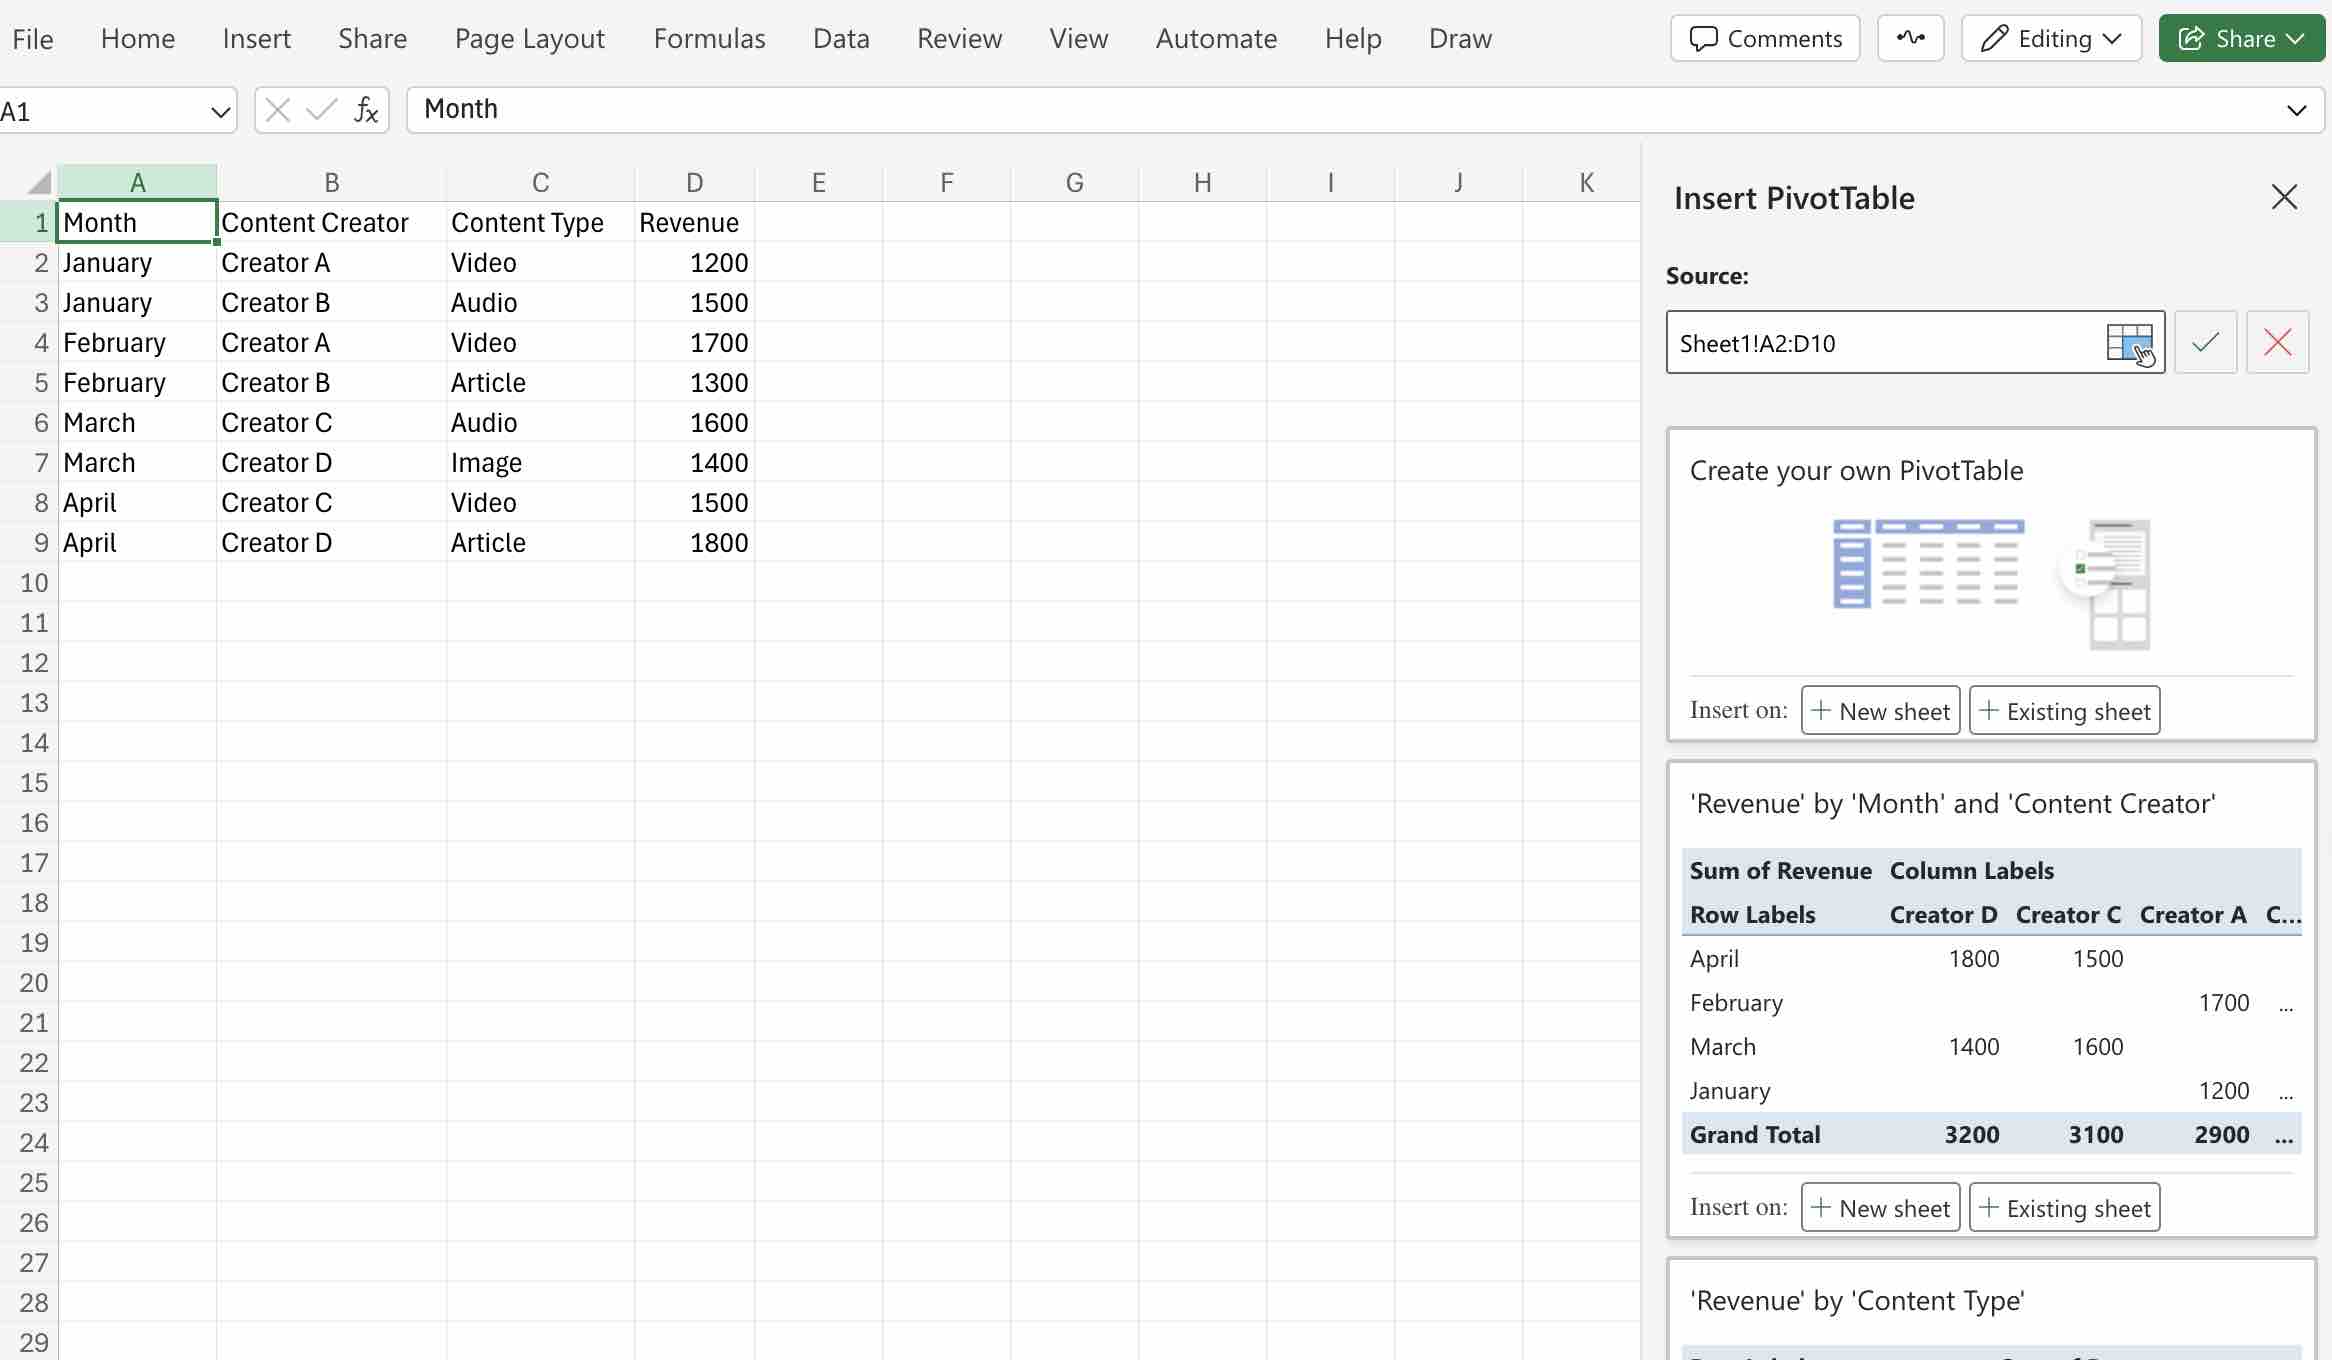 File Home Insert Share Page Layout Formulas Data Review View Automate Help Draw Comments Editing Share
A1 fx Month
A B C D E F G H I J K
1 Month Content Creator Content Type Revenue
2 January Creator A Video 1200
3 January Creator B Audio 1500
4 February Creator A Video 1700
5 February Creator B Article 1300
6 March Creator C Audio 1600
7 March Creator D Image 1400
8 April Creator C Video 1500
9 April Creator D Article 1800
10
11
12
13
14
15
16
17
18
19
20
21
22
23
24
25
26
27
28
29
Insert PivotTable
Source:
Sheet1!A2:D10
Create your own PivotTable
Insert on: + New sheet + Existing sheet
'Revenue' by 'Month' and 'Content Creator'
Sum of Revenue Column Labels
Row Labels Creator D Creator C Creator A C...
April 1800 1500
February 1700 ...
March 1400 1600
January 1200 ...
Grand Total 3200 3100 2900 ...
Insert on: + New sheet + Existing sheet
'Revenue' by 'Content Type'